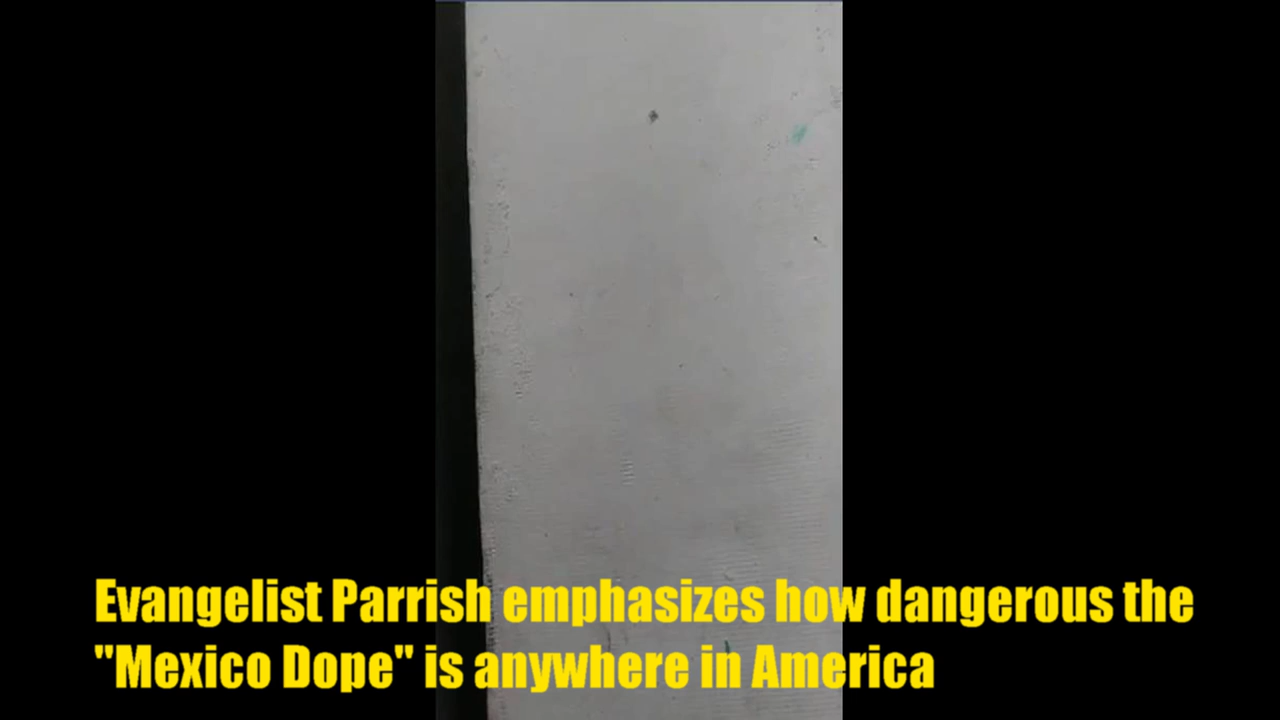 Evangelist Parrish emphasizes how dangerous the
"Mexico Dope" is anywhere in America